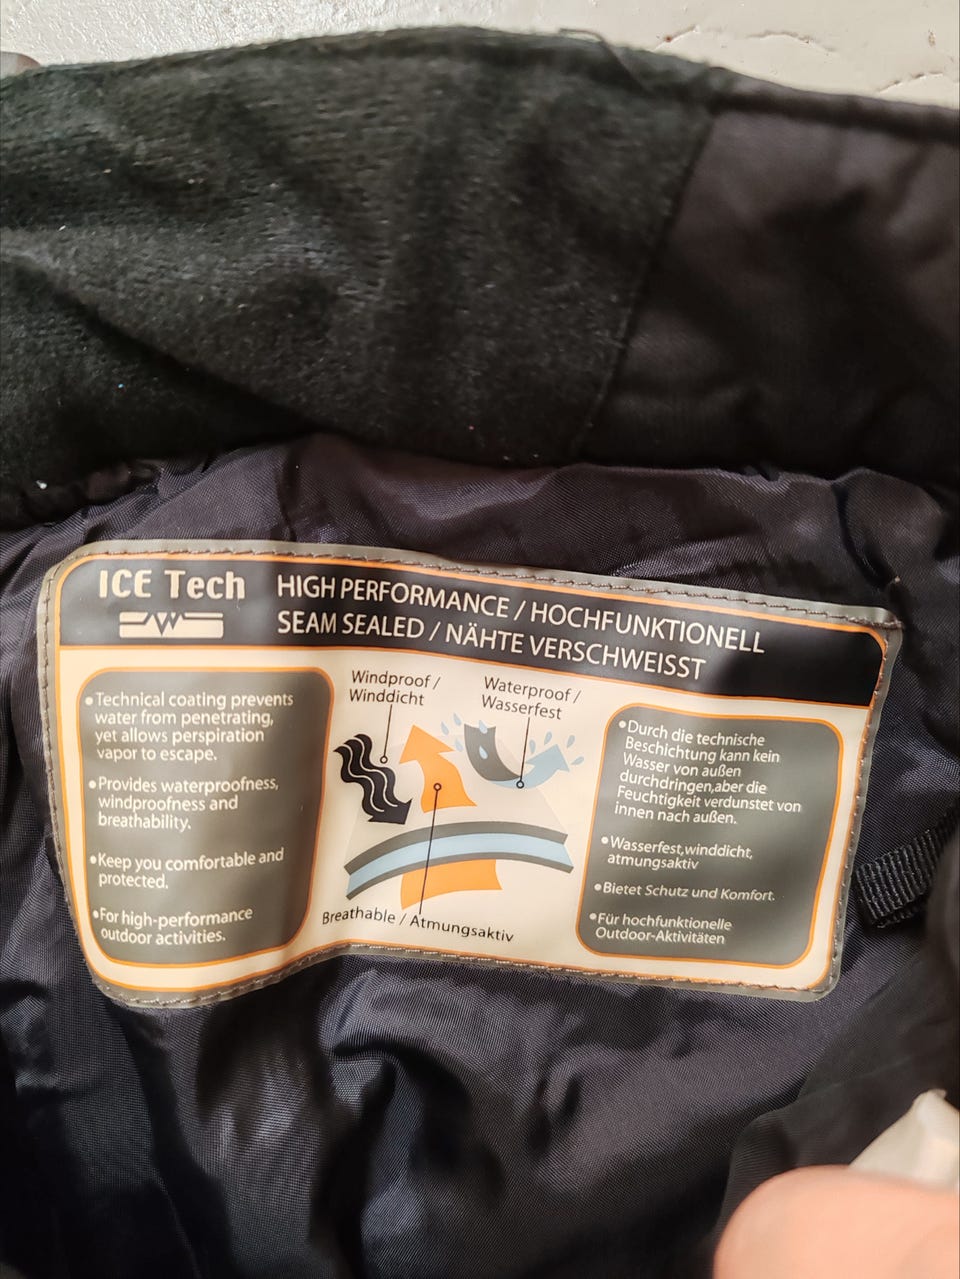 ICE Tech
HIGH PERFORMANCE / HOCHFUNKTIONELL
SEAM SEALED / NÄHTE VERSCHWEISST
•Technical coating prevents
water from penetrating,
yet allows perspiration
vapor to escape.
•Provides waterproofness,
windproofness and
breathability.
•Keep you comfortable and
protected.
•For high-performance
outdoor activities.
Windproof /
Winddicht
Waterproof /
Wasserfest
Breathable / Atmungsaktiv
•Durch die technische
Beschichtung kann kein
Wasser von außen
durchdringen,aber die
Feuchtigkeit verdunstet von
innen nach außen.
•Wasserfest,winddicht,
atmungsaktiv
•Bietet Schutz und Komfort.
•Für hochfunktionelle
Outdoor-Aktivitäten